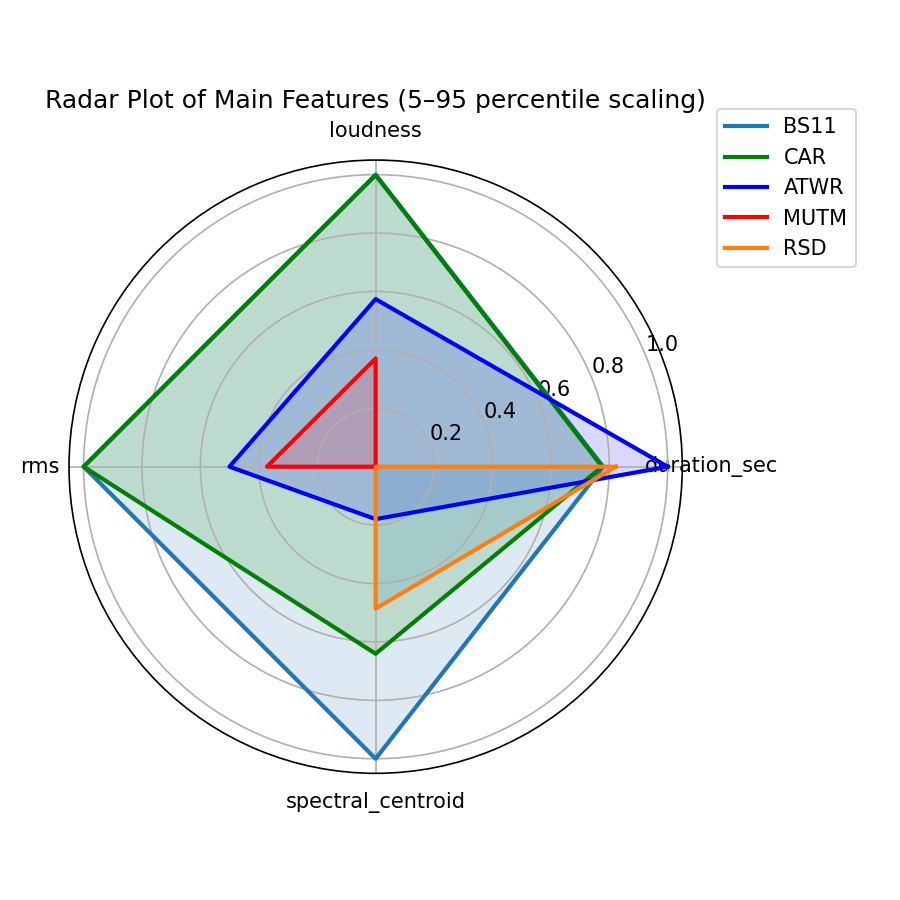 Radar Plot of Main Features (5–95 percentile scaling)
loudness
BS11
CAR
ATWR
MUTM
RSD
1.0
0.8
0.6
0.4
0.2
rms
duration_sec
spectral_centroid